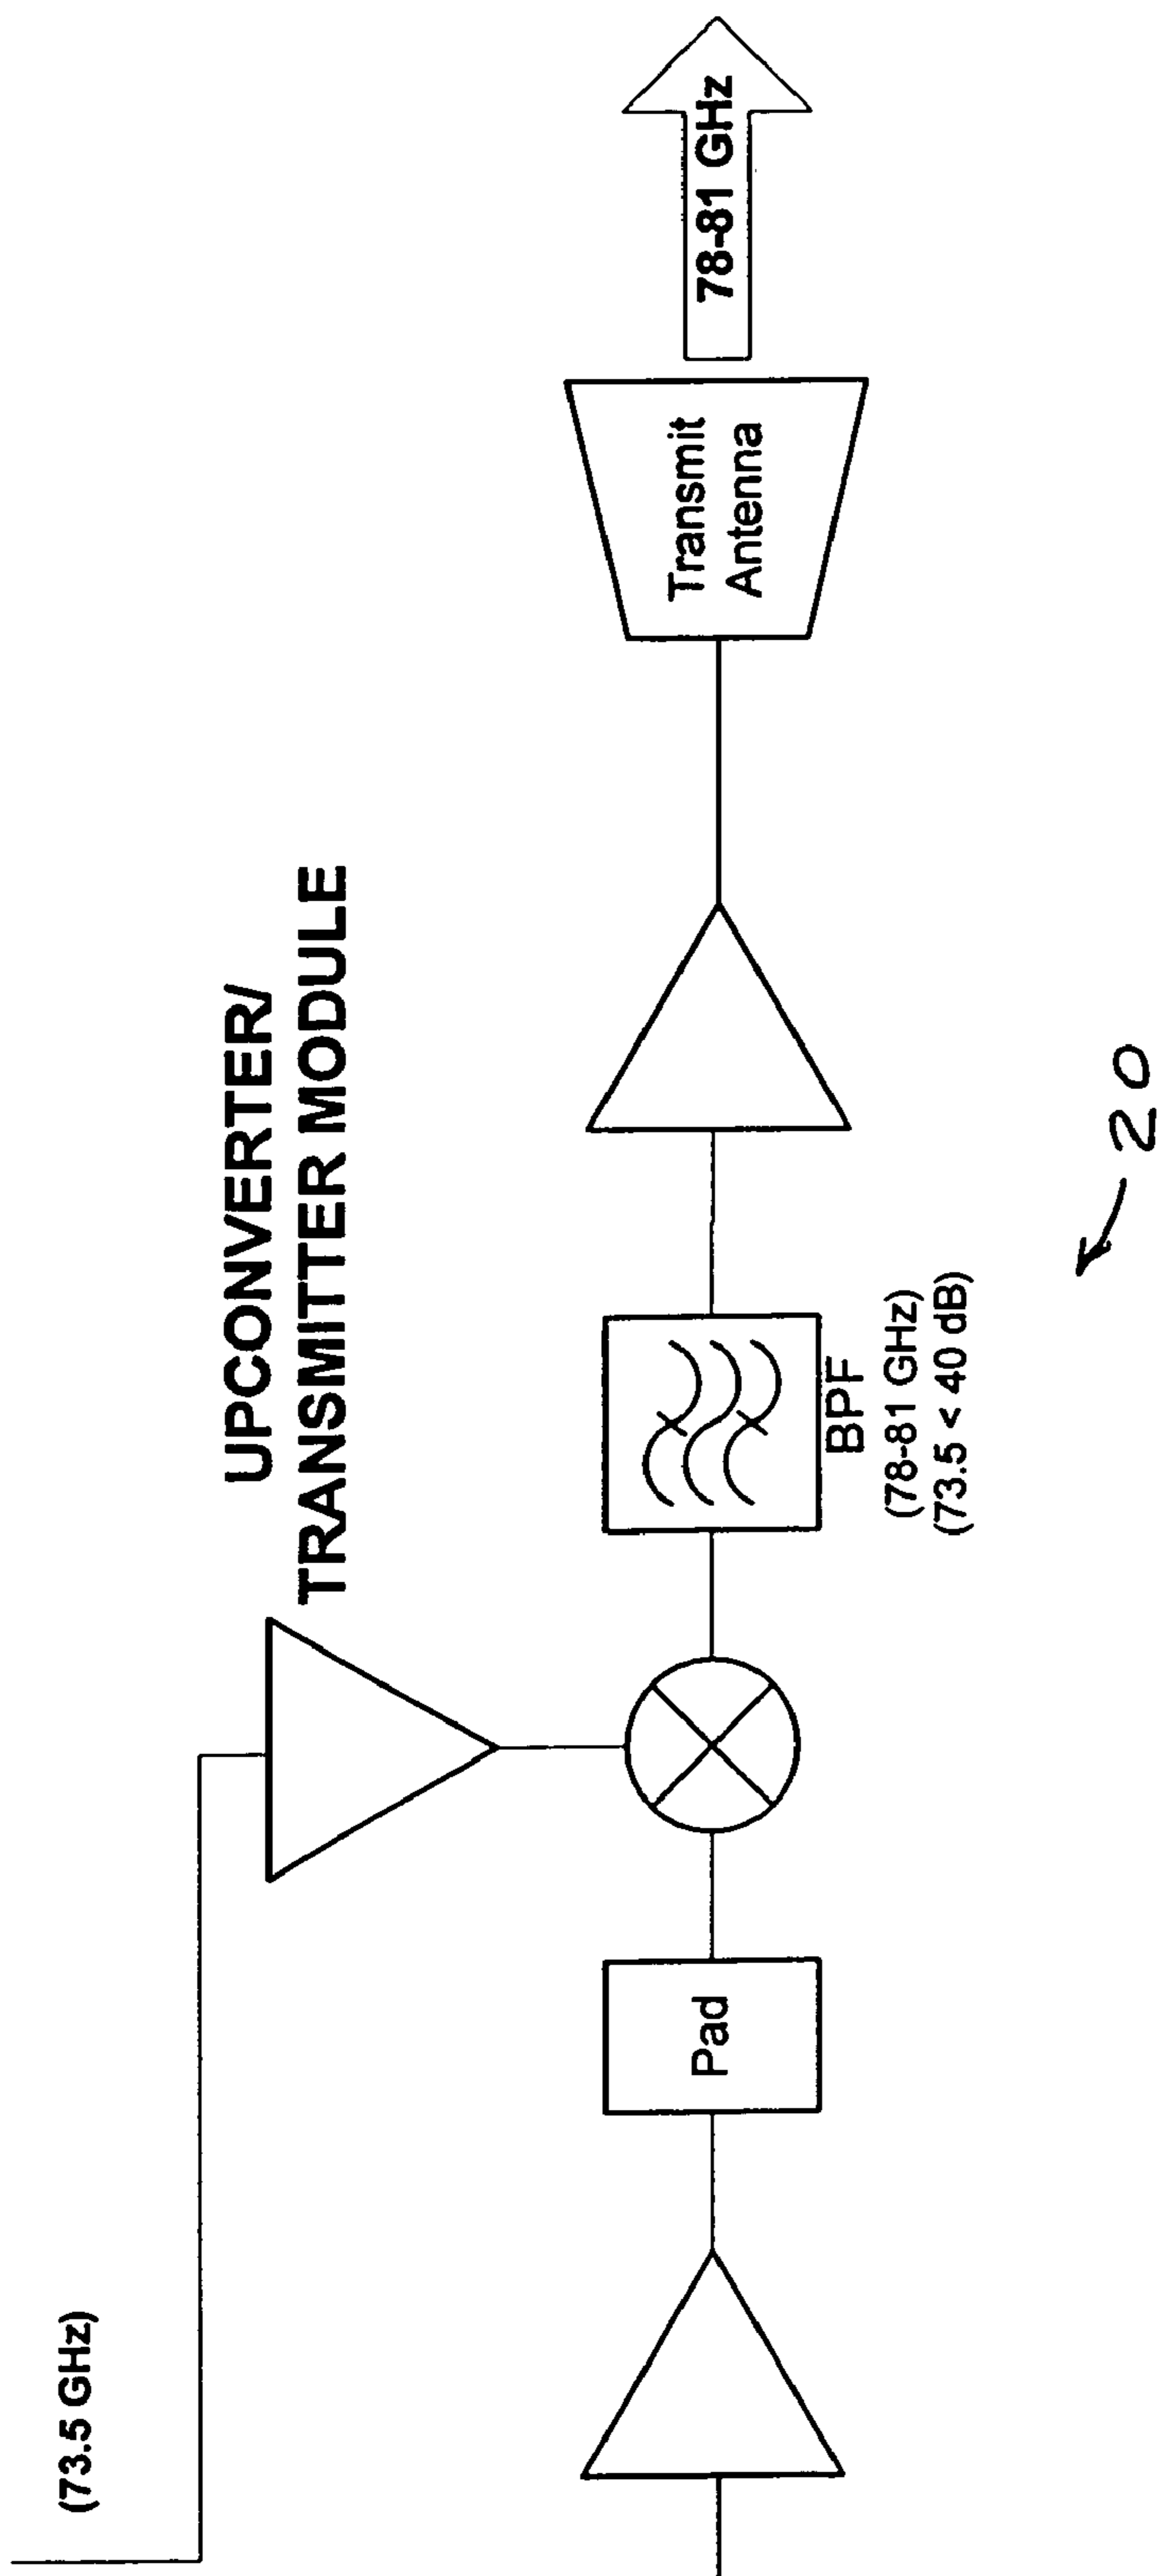 (73.5 GHz)
UPCONVERTER/
TRANSMITTER MODULE
Pad
BPF
(78-81 GHz)
(73.5 < 40 dB)
Transmit
Antenna
78-81 GHz
20